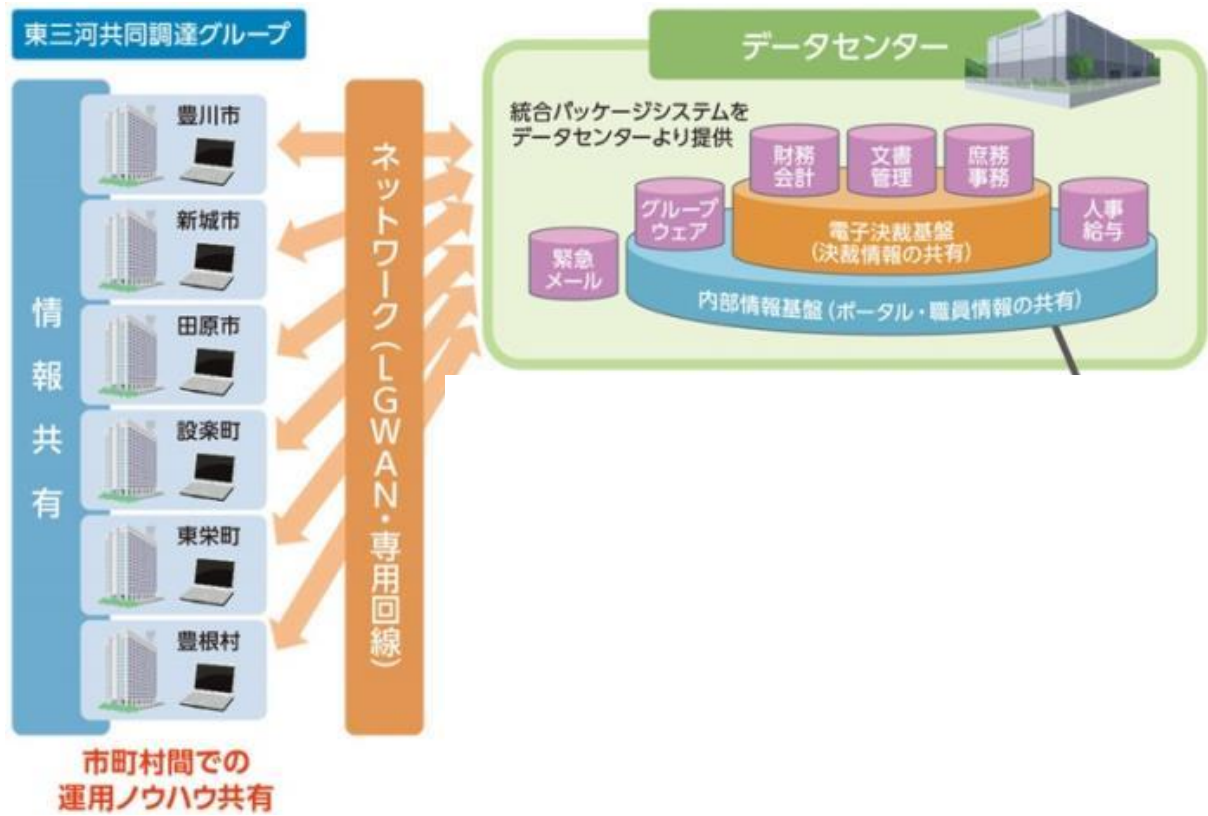 東三河共同調達グループ
情報共有
豊川市
新城市
田原市
設楽町
東栄町
豊根村
市町村間での
運用ノウハウ共有
ネットワーク(LGWAN・専用回線)
データセンター
統合パッケージシステムを
データセンターより提供
財務
会計
文書
管理
庶務
事務
グループ
ウェア
人事
給与
緊急
メール
電子決裁基盤
(決裁情報の共有)
内部情報基盤(ポータル・職員情報の共有)